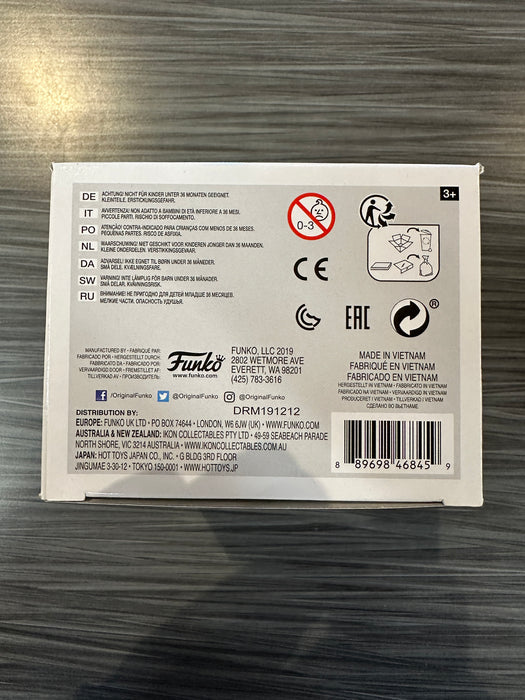 DE ACHTUNG! NICHT FÜR KINDER UNTER 36 MONATEN GEEIGNET.
KLEINTEILE, ERSTICKUNGSGEFAHR.
IT AVVERTENZA! NON ADATTO A BAMBINI DI ETÀ INFERIORE A 36 MESI.
PICCOLE PARTI. RISCHIO DI SOFFOCAMENTO.
PO ATENÇÃO! CONTRA-INDICADO PARA CRIANÇAS COM MENOS DE 36 MESES.
PEQUENAS PARTES. RISCO DE ASFIXIA.
NL WAARSCHUWING! NIET GESCHIKT VOOR KINDEREN JONGER DAN 36 MAANDEN.
KLEINE ONDERDELEN. VERSTIKKINGSGEVAAR.
DA ADVARSEL! IKKE EGNET TIL BØRN UNDER 36 MÅNEDER.
SMÅ DELE. KVÆLNINGSFARE.
SW VARNING! INTE LÄMPLIG FÖR BARN UNDER 36 MÅNADER.
SMÅ DELAR. KVÄVNINGSRISK.
RU ВНИМАНИЕ! НЕ ПРИГОДНО ДЛЯ ДЕТЕЙ МЛАДШЕ 36 МЕСЯЦЕВ.
МЕЛКИЕ ЧАСТИ. ОПАСНОСТЬ УДУШЬЯ.
0-3
3+
CE
EAC
®
MANUFACTURED BY • FABRIQUÉ PAR:
FABRICADO POR • HERGESTELLT DURCH:
FABBRICATO DA • FABRICADO POR:
VERVAARDIGD DOOR • FREMSTILLET AF:
TILLVERKAD AV • ПРОИЗВОДИТЕЛЬ:
Funko
www.funko.com
FUNKO, LLC 2019
2802 WETMORE AVE
EVERETT, WA 98201
(425) 783-3616
MADE IN VIETNAM
FABRIQUÉ EN VIETNAM
FABRICADO EN VIETNAM
HERGESTELLT IN VIETNAM • FABBRICATO IN VIETNAM
FABRICADO NO VIETNAM • VERVAARDIGD IN VIETNAM
PRODUCERET I VIETNAM • TILLVERKAD I VIETNAM
СДЕЛАНО ВО ВЬЕТНАМЕ
/OriginalFunko @OriginalFunko @OriginalFunko
DISTRIBUTION BY: DRM191212
EUROPE: FUNKO UK LTD • PO BOX 74644 • LONDON, W6 6JW (UK) • WWW.FUNKO.COM
AUSTRALIA & NEW ZEALAND: IKON COLLECTABLES PTY LTD • 49-59 SEABEACH PARADE
NORTH SHORE, VIC 3214 AUSTRALIA • WWW.IKONCOLLECTABLES.COM.AU
JAPAN: HOT TOYS JAPAN CO., INC. • G BLDG 3RD FLOOR
JINGUMAE 3-30-12 • TOKYO 150-0001 • WWW.HOTTOYS.JP
8 89698 46845 9